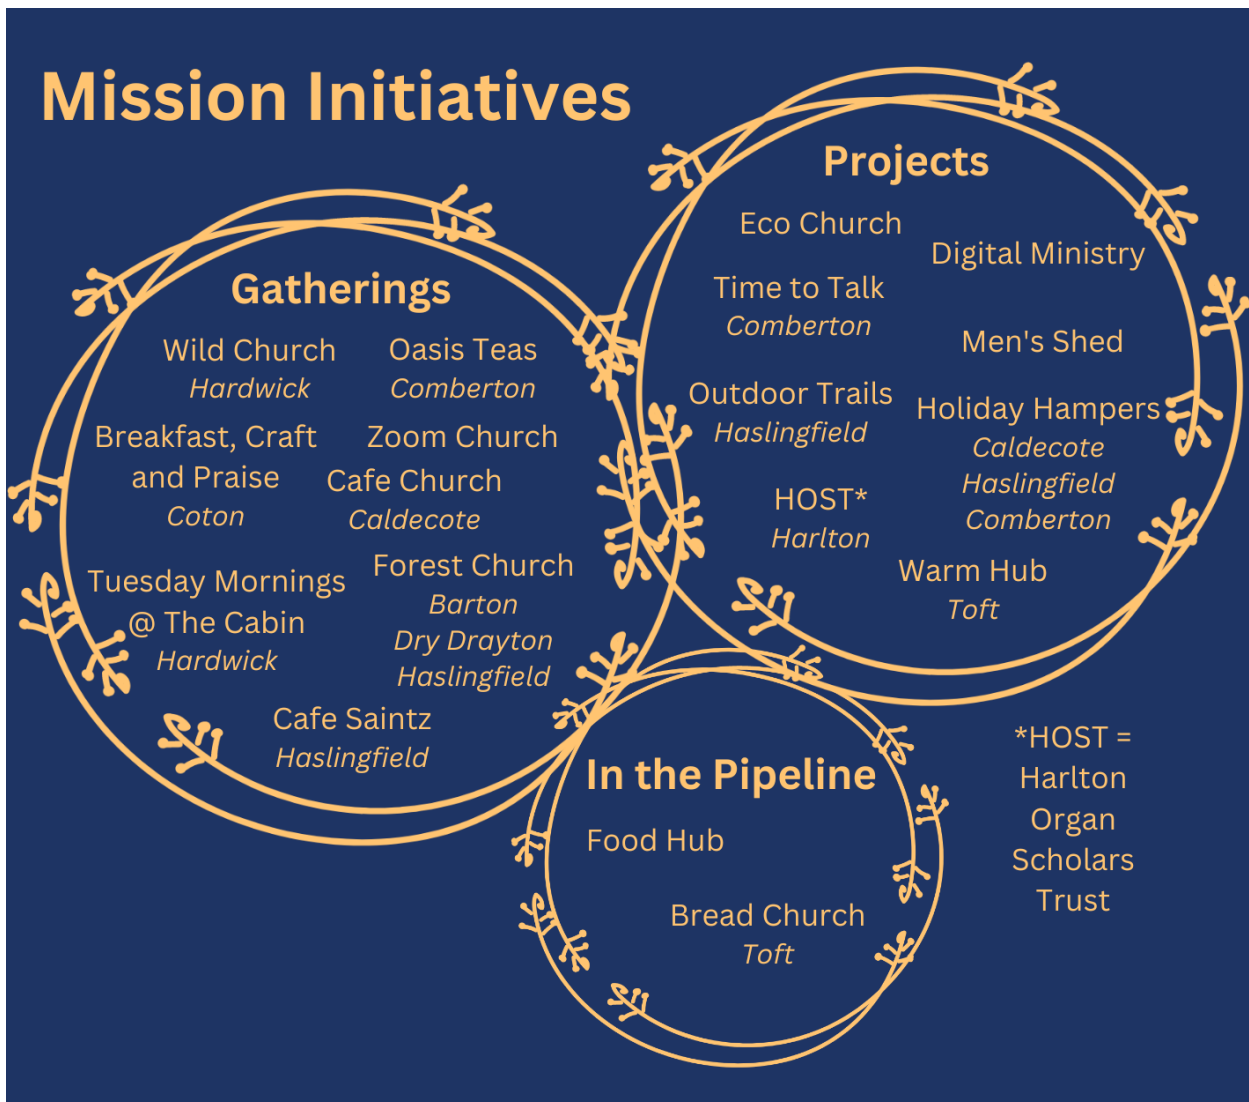 Mission Initiatives
Gatherings
Wild Church
Hardwick
Oasis Teas
Comberton
Breakfast, Craft
and Praise
Coton
Zoom Church
Cafe Church
Caldecote
Tuesday Mornings
@ The Cabin
Hardwick
Forest Church
Barton
Dry Drayton
Haslingfield
Cafe Saintz
Haslingfield
Projects
Eco Church
Digital Ministry
Time to Talk
Comberton
Men's Shed
Outdoor Trails
Haslingfield
Holiday Hampers
Caldecote
Haslingfield
Comberton
HOST*
Harlton
Warm Hub
Toft
In the Pipeline
Food Hub
Bread Church
Toft
*HOST =
Harlton
Organ
Scholars
Trust